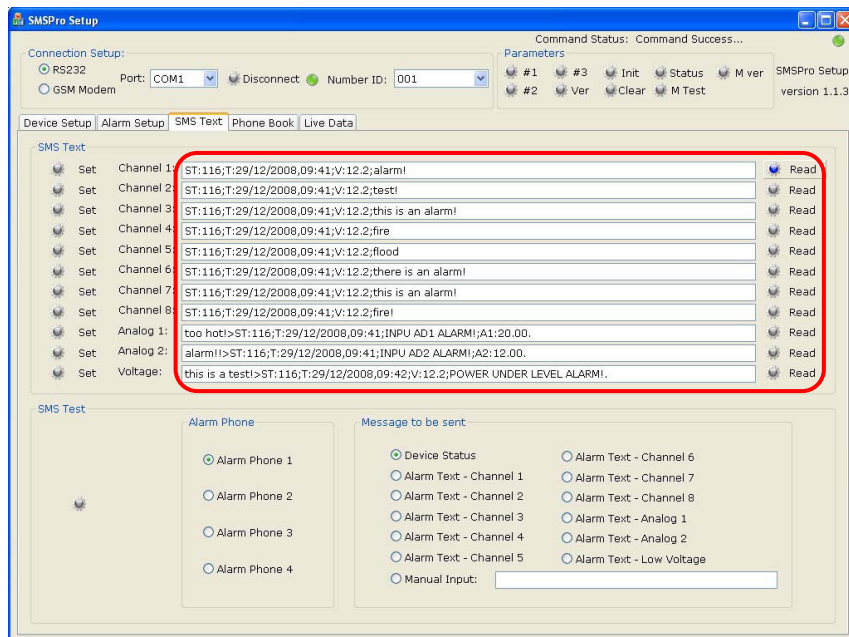 SMSPro Setup
Command Status: Command Success...
Connection Setup:
RS232
GSM Modem
Port: COM1 Disconnect Number ID: 001
Parameters
#1 #3 Init Status M ver
#2 Ver Clear M Test
SMSPro Setup
version 1.1.3
Device Setup Alarm Setup SMS Text Phone Book Live Data
SMS Text
Set Channel 1: ST:116;T:29/12/2008,09:41;V:12.2;alarm! Read
Set Channel 2: ST:116;T:29/12/2008,09:41;V:12.2;test! Read
Set Channel 3: ST:116;T:29/12/2008,09:41;V:12.2;this is an alarm! Read
Set Channel 4: ST:116;T:29/12/2008,09:41;V:12.2;fire Read
Set Channel 5: ST:116;T:29/12/2008,09:41;V:12.2;flood Read
Set Channel 6: ST:116;T:29/12/2008,09:41;V:12.2;there is an alarm! Read
Set Channel 7: ST:116;T:29/12/2008,09:41;V:12.2;this is an alarm! Read
Set Channel 8: ST:116;T:29/12/2008,09:41;V:12.2;fire! Read
Set Analog 1: too hot!>ST:116;T:29/12/2008,09:41;INPU AD1 ALARM!;A1:20.00. Read
Set Analog 2: alarm!!>ST:116;T:29/12/2008,09:41;INPU AD2 ALARM!;A2:12.00. Read
Set Voltage: this is a test!>ST:116;T:29/12/2008,09:42;V:12.2;POWER UNDER LEVEL ALARM!. Read
SMS Test
Alarm Phone
Alarm Phone 1
Alarm Phone 2
Alarm Phone 3
Alarm Phone 4
Message to be sent
Device Status
Alarm Text - Channel 1
Alarm Text - Channel 2
Alarm Text - Channel 3
Alarm Text - Channel 4
Alarm Text - Channel 5
Manual Input:
Alarm Text - Channel 6
Alarm Text - Channel 7
Alarm Text - Channel 8
Alarm Text - Analog 1
Alarm Text - Analog 2
Alarm Text - Low Voltage